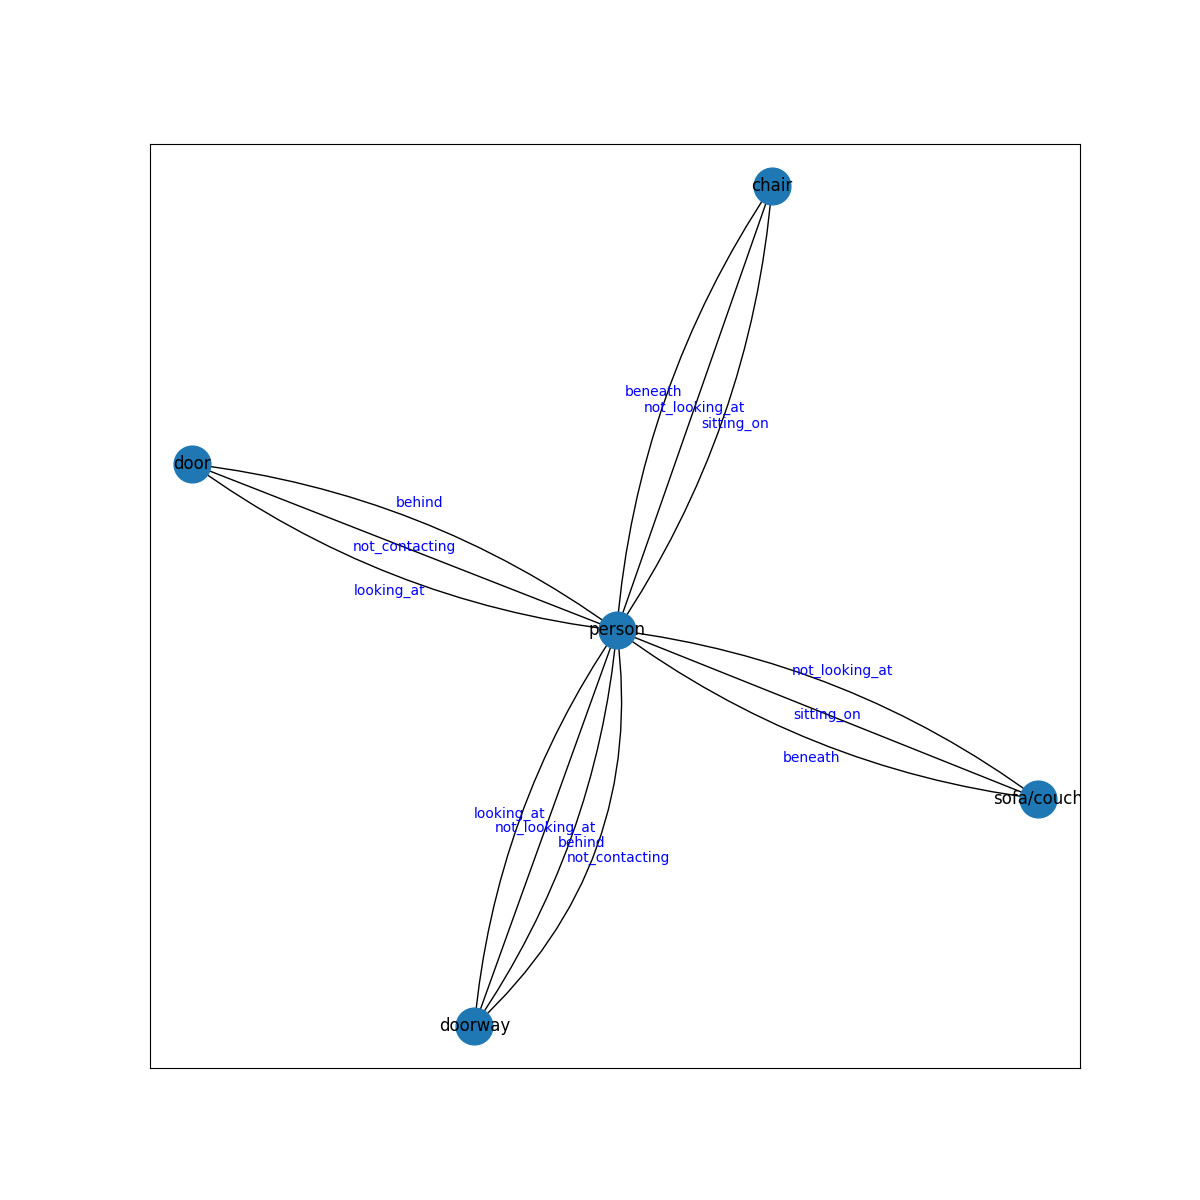 chair
beneath
not_looking_at
sitting_on
door
behind
not_contacting
looking_at
person
not_looking_at
sitting_on
beneath
sofa/couch
looking_at
not_looking_at
behind
not_contacting
doorway